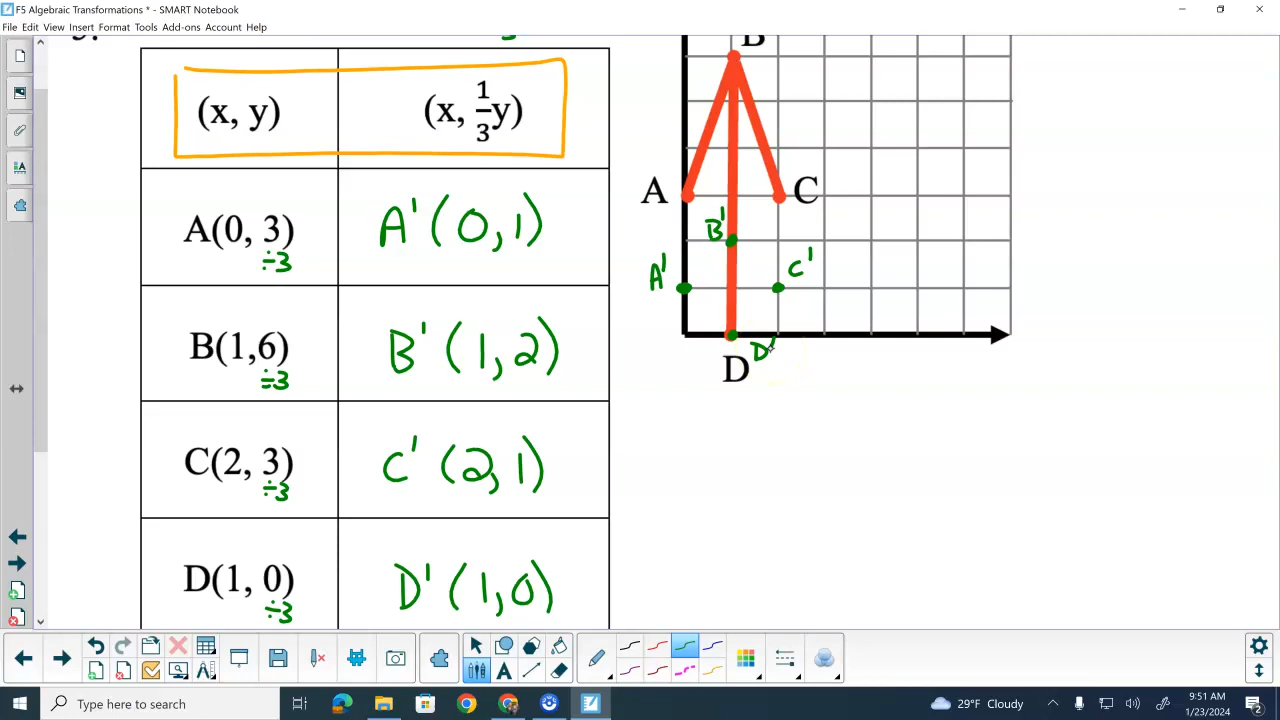 F5 Algebraic Transformations * - SMART Notebook
File Edit View Insert Format Tools Add-ons Account Help
(x, y)
(x, 1/3 y)
A(0, 3)
÷3
A'(0, 1)
B(1,6)
÷3
B'(1, 2)
C(2, 3)
÷3
C'(2, 1)
D(1, 0)
÷3
D'(1, 0)
B
A
C
B'
A'
C'
D'
D
Type here to search
29°F Cloudy
9:51 AM
1/23/2024
2